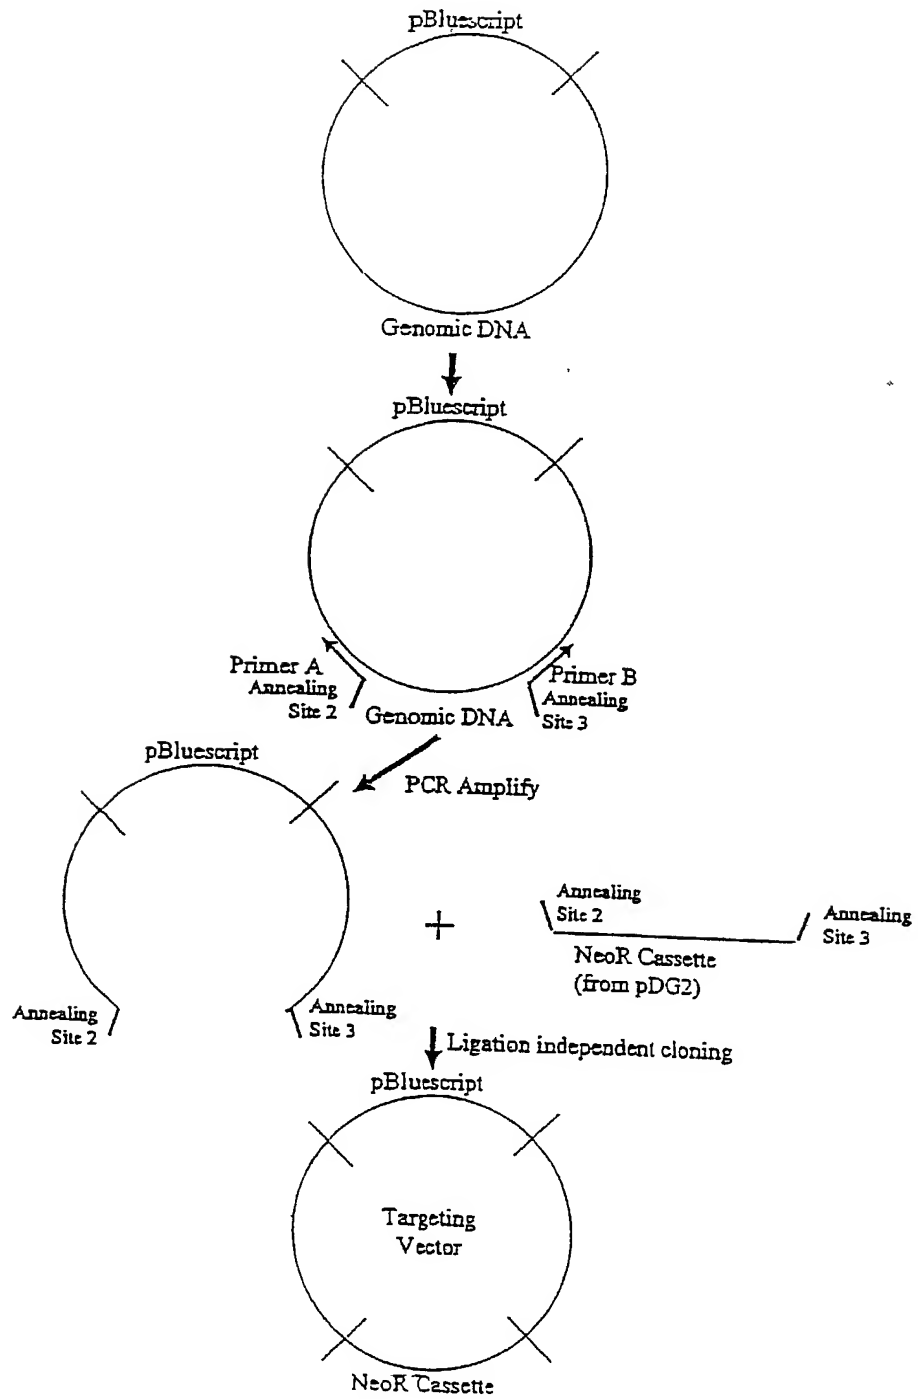 pBluescript
Genomic DNA
pBluescript
Primer A
Annealing
Site 2
Primer B
Annealing
Site 3
Genomic DNA
PCR Amplify
pBluescript
Annealing
Site 2
Annealing
Site 3
+
Annealing
Site 2
Annealing
Site 3
NeoR Cassette
(from pDG2)
Ligation independent cloning
pBluescript
Targeting
Vector
NeoR Cassette